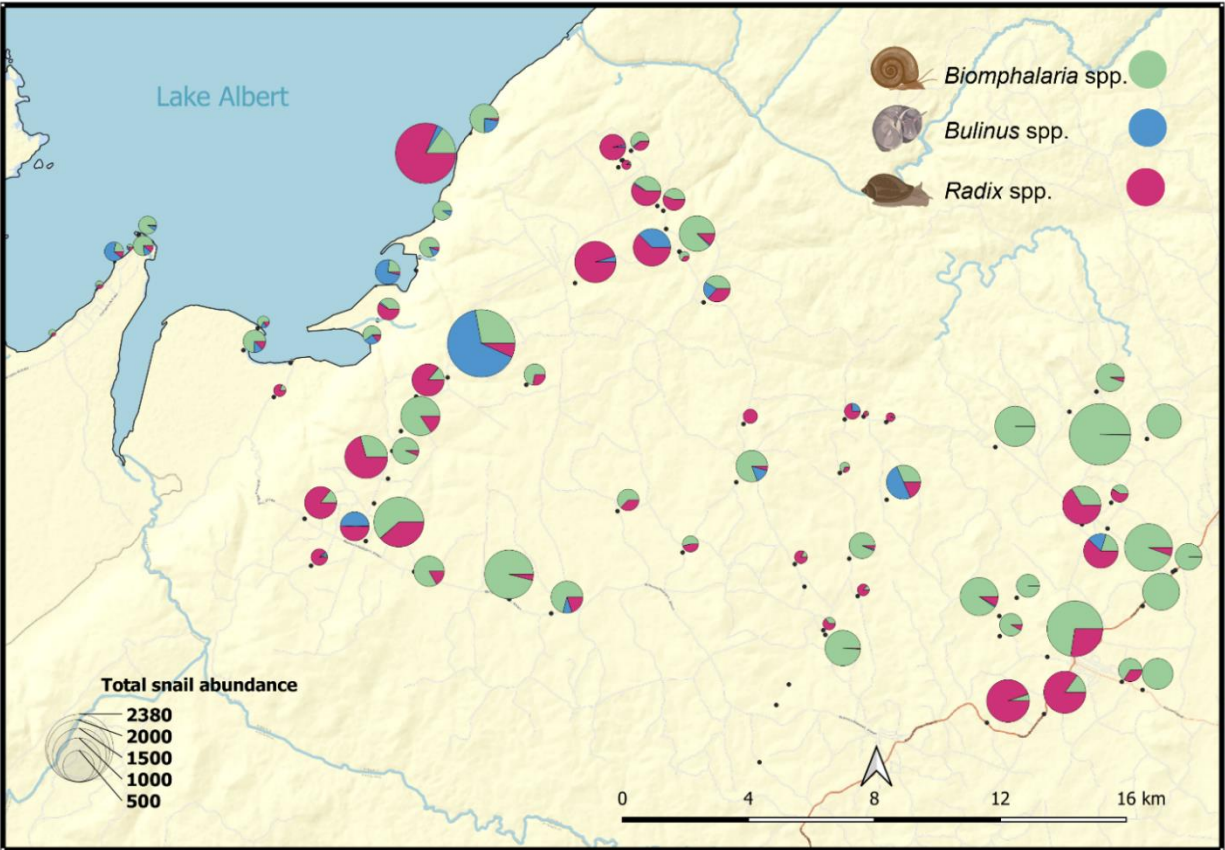 Lake Albert
Biomphalaria spp.
Bulinus spp.
Radix spp.
Total snail abundance
2380
2000
1500
1000
500
0 4 8 12 16 km